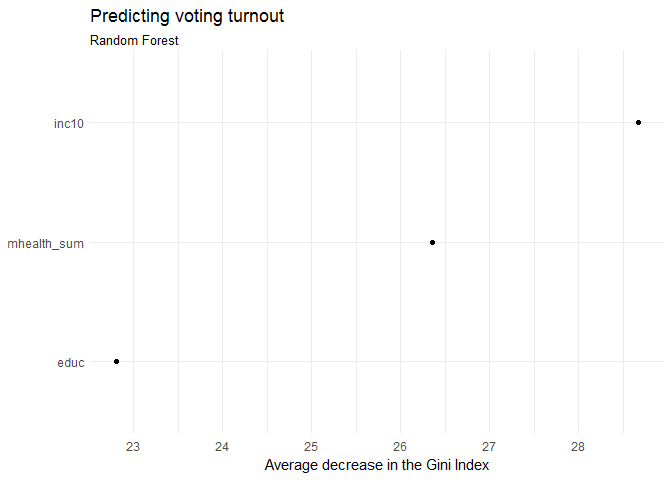 Predicting voting turnout
Random Forest
inc10
mhealth_sum
educ
23 24 25 26 27 28
Average decrease in the Gini Index